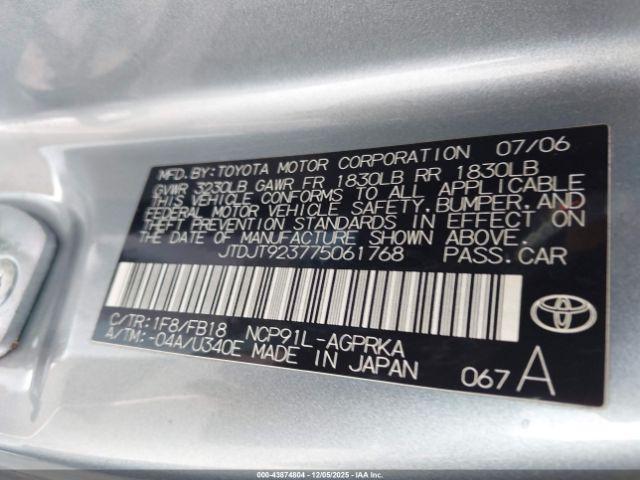 MFD.BY:TOYOTA MOTOR CORPORATION 07/06
GVWR 3230LB GAWR FR 1830LB RR 1830LB
THIS VEHICLE CONFORMS TO ALL APPLICABLE
FEDERAL MOTOR VEHICLE SAFETY,BUMPER,AND
THEFT PREVENTION STANDARDS IN EFFECT ON
THE DATE OF MANUFACTURE SHOWN ABOVE.
JTDJT923775061768 PASS.CAR
C/TR:1F8/FB18 NCP91L-AGPRKA
A/TM:-04A/U340E MADE IN JAPAN
067A
TOYOTA
000-43874804 | 12/05/2025 | IAA, Inc.